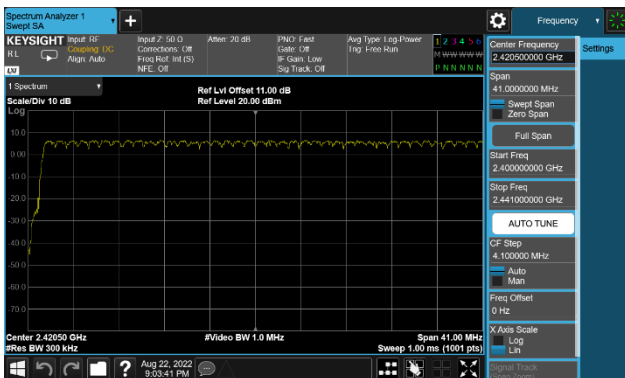 Spectrum Analyzer 1
Swept SA
Frequency
KEYSIGHT
Input: RF
Input Z: 50 Ω
Atten: 20 dB
PNO: Fast
Avg Type: Log-Power
1 2 3 4 5 6
RL
Coupling: DC
Corrections: Off
Gate: Off
Trig: Free Run
M W W W W W
Align: Auto
Freq Ref: Int (S)
IF Gain: Low
P N N N N N
LXI
NFE: Off
Sig Track: Off
Center Frequency
2.420500000 GHz
Settings
Span
41.0000000 MHz
Swept Span
Zero Span
Full Span
Start Freq
2.400000000 GHz
Stop Freq
2.441000000 GHz
AUTO TUNE
CF Step
4.100000 MHz
Auto
Man
Freq Offset
0 Hz
X Axis Scale
Log
Lin
Signal Track
(Span Zoom)
1 Spectrum
Ref Lvl Offset 11.00 dB
Scale/Div 10 dB
Ref Level 20.00 dBm
Log
10.0
0.00
-10.0
-20.0
-30.0
-40.0
-50.0
-60.0
-70.0
Center 2.42050 GHz
#Video BW 1.0 MHz
Span 41.00 MHz
#Res BW 300 kHz
Sweep 1.00 ms (1001 pts)
?
Aug 22, 2022
9:03:41 PM